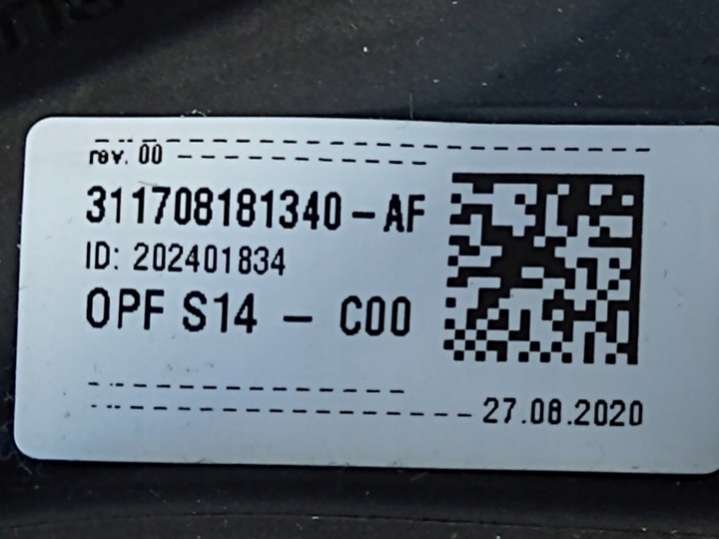 rev. 00
311708181340-AF
ID: 202401834
OPF S14 - C00
27.08.2020